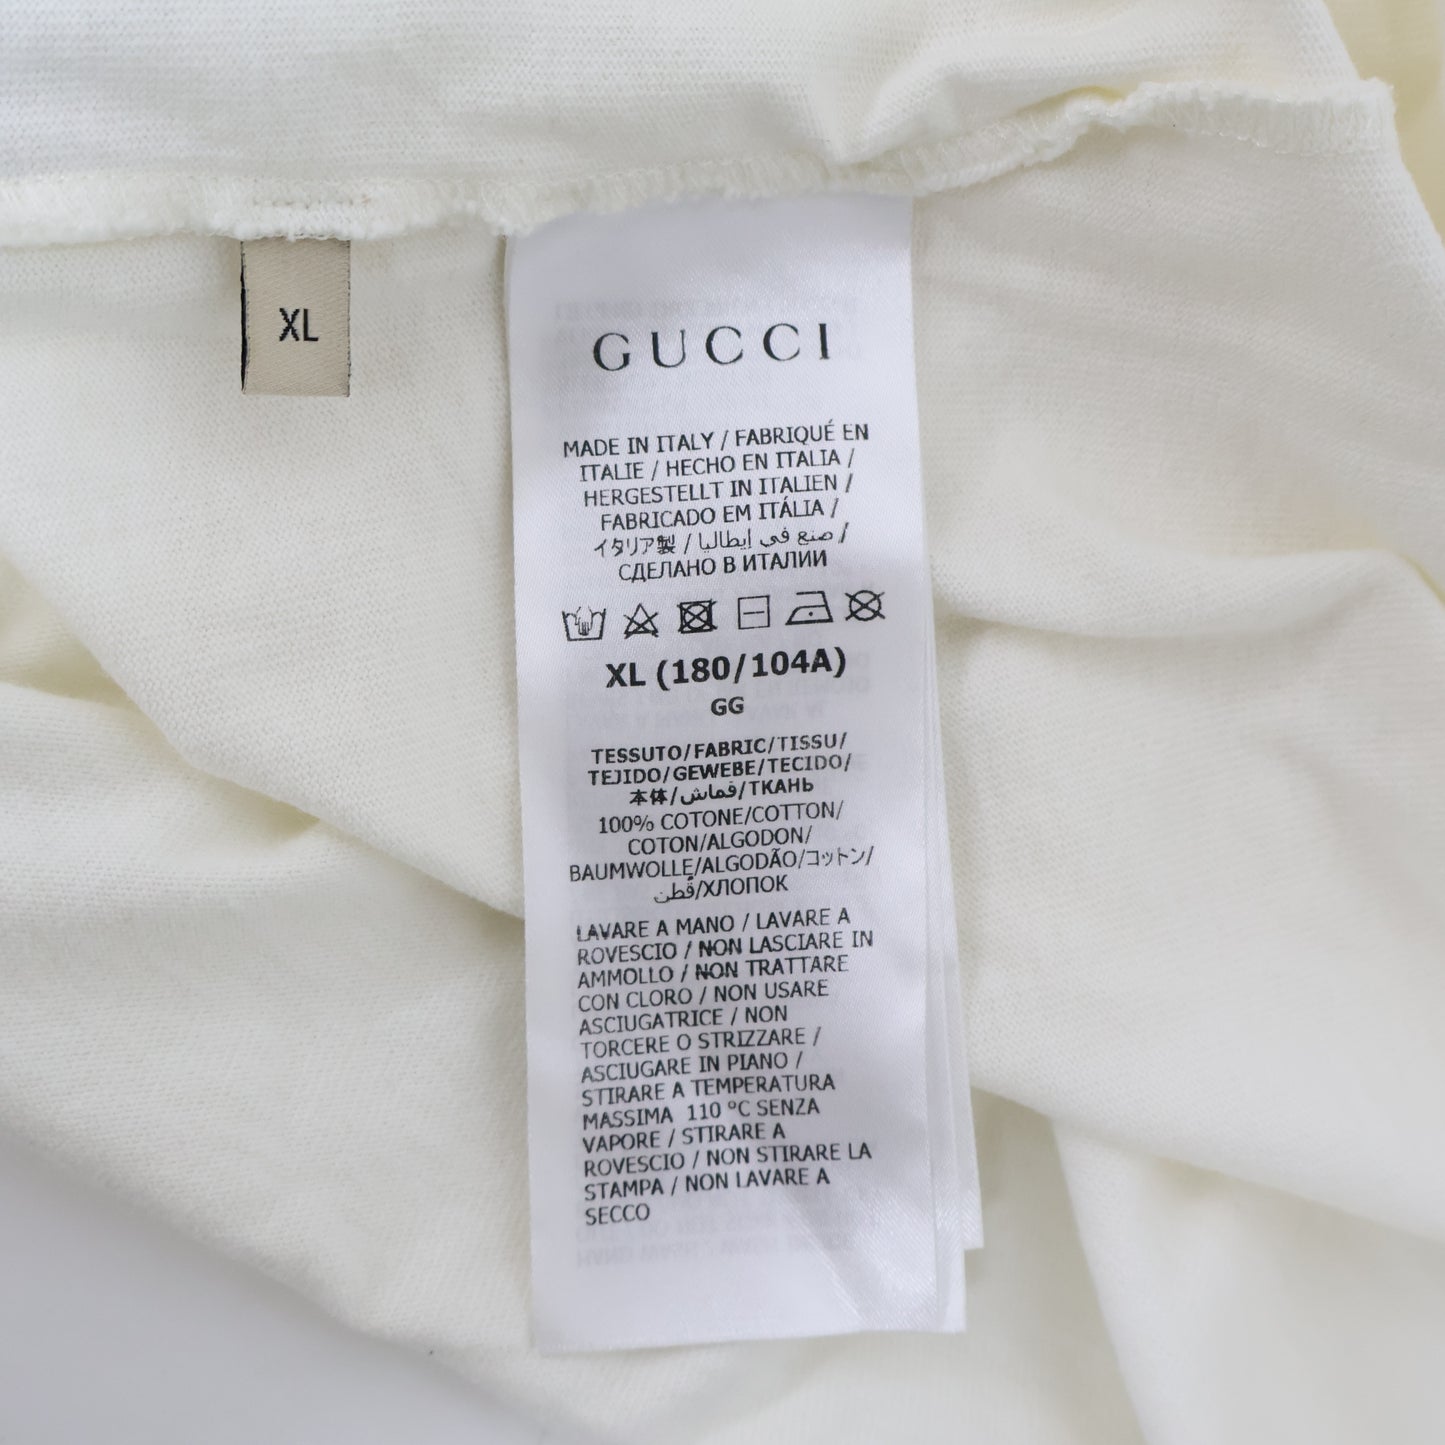 XL
GUCCI
MADE IN ITALY / FABRIQUÉ EN
ITALIE / HECHO EN ITALIA /
HERGESTELLT IN ITALIEN /
FABRICADO EM ITÁLIA /
イタリア製 / صنع في إيطاليا /
СДЕЛАНО В ИТАЛИИ
XL (180/104A)
GG
TESSUTO/FABRIC/TISSU/
TEJIDO/GEWEBE/TECIDO/
本体/قماش/ТКАНЬ
100% COTONE/COTTON/
COTON/ALGODON/
BAUMWOLLE/ALGODÃO/コットン/
قطن/ХЛОПОК
LAVARE A MANO / LAVARE A
ROVESCIO / NON LASCIARE IN
AMMOLLO / NON TRATTARE
CON CLORO / NON USARE
ASCIUGATRICE / NON
TORCERE O STRIZZARE /
ASCIUGARE IN PIANO /
STIRARE A TEMPERATURA
MASSIMA 110 °C SENZA
VAPORE / STIRARE A
ROVESCIO / NON STIRARE LA
STAMPA / NON LAVARE A
SECCO